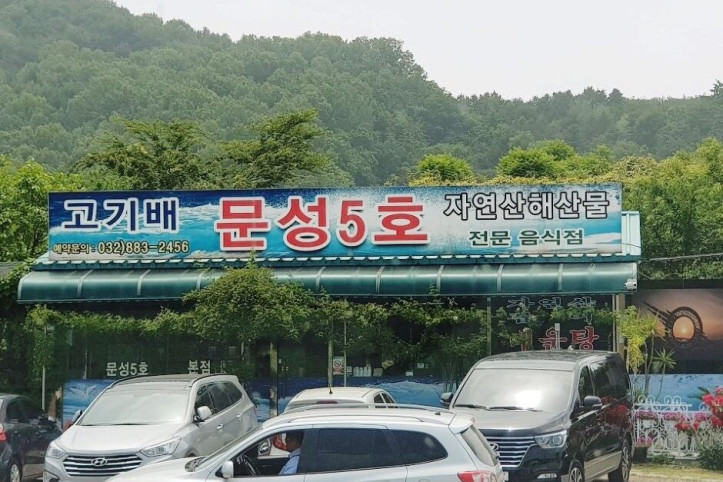 고기배
예약문의 : 032)883-2456
문성5호
자연산해산물
전문 음식점
문성5호 본점